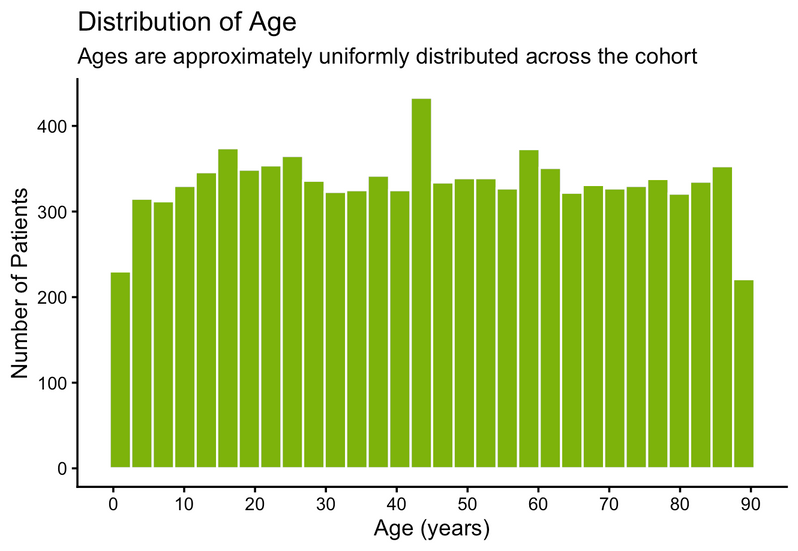 Distribution of Age
Ages are approximately uniformly distributed across the cohort
Number of Patients
400
300
200
100
0
0 10 20 30 40 50 60 70 80 90
Age (years)